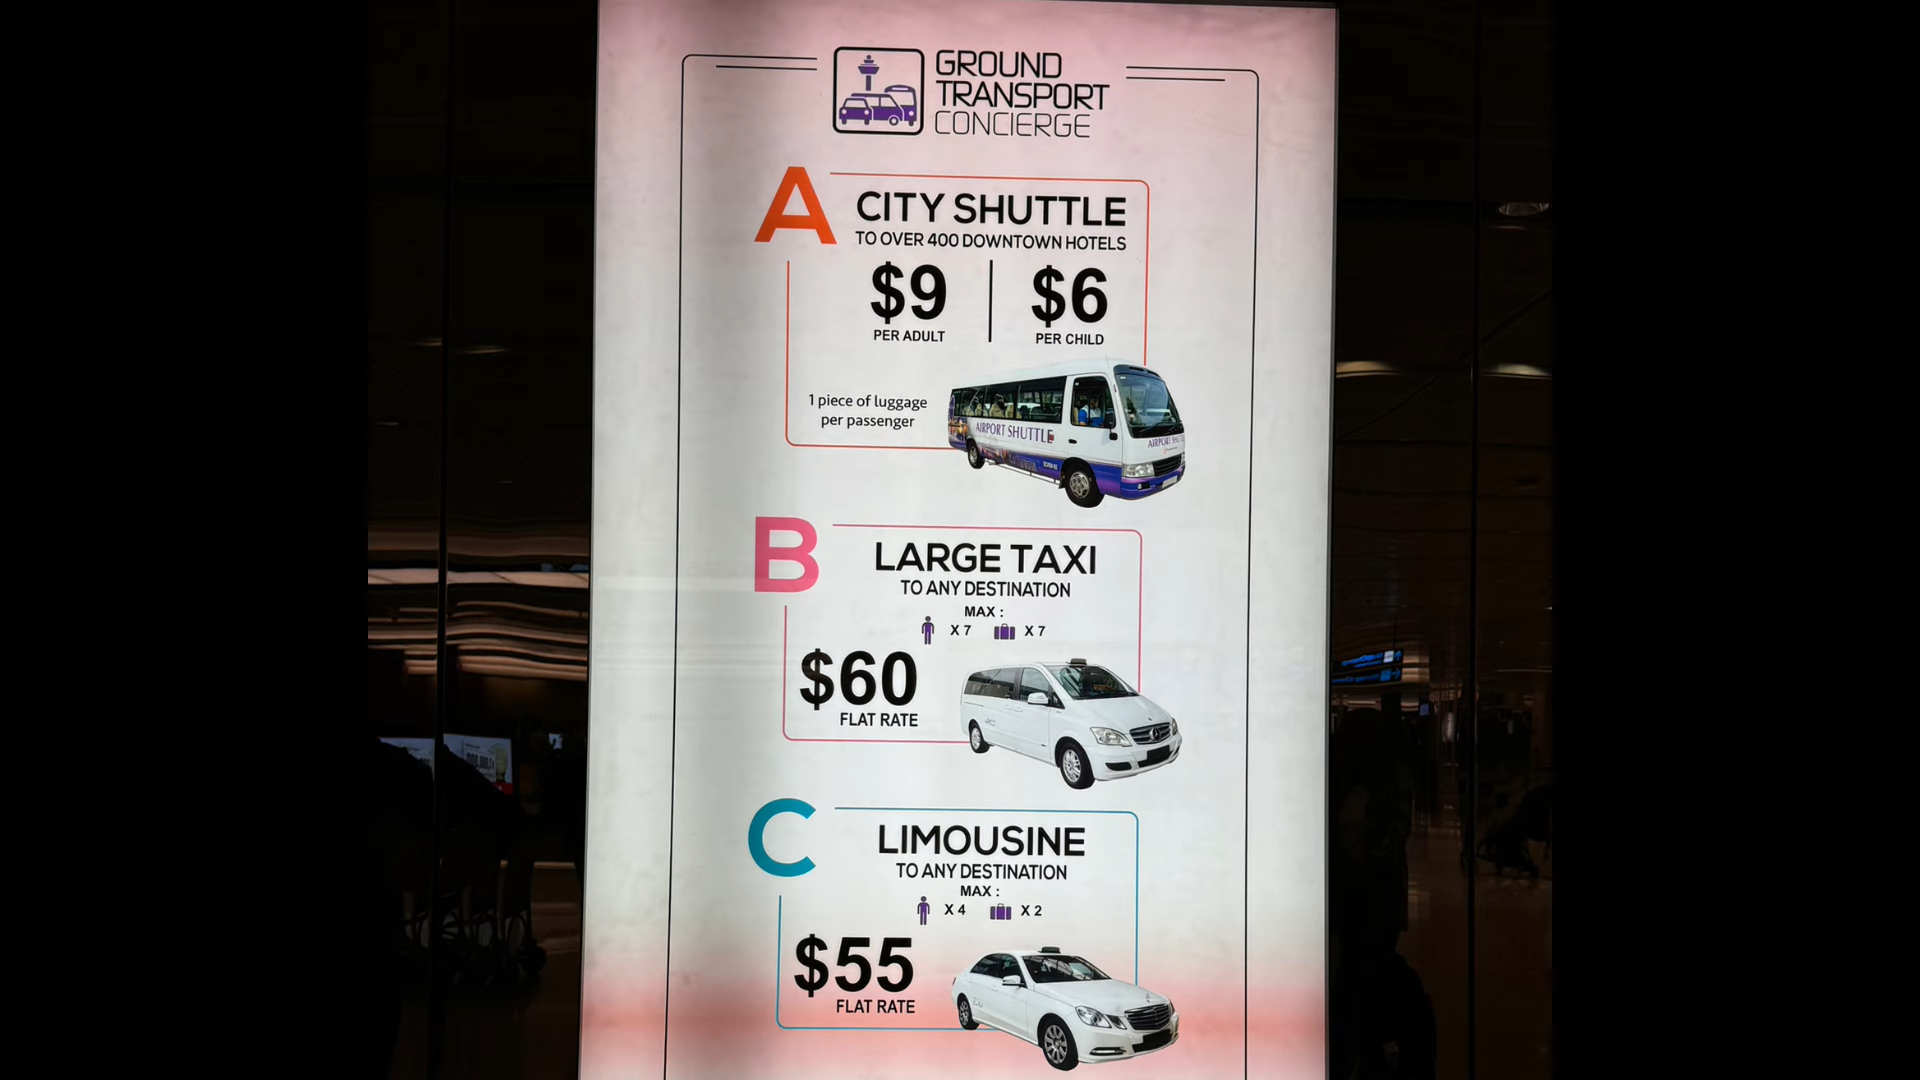 GROUND
TRANSPORT
CONCIERGE
A
CITY SHUTTLE
TO OVER 400 DOWNTOWN HOTELS
$9
PER ADULT
$6
PER CHILD
1 piece of luggage
per passenger
AIRPORT SHUTTLE
B
LARGE TAXI
TO ANY DESTINATION
MAX :
X 7 X 7
$60
FLAT RATE
C
LIMOUSINE
TO ANY DESTINATION
MAX :
X 4 X 2
$55
FLAT RATE